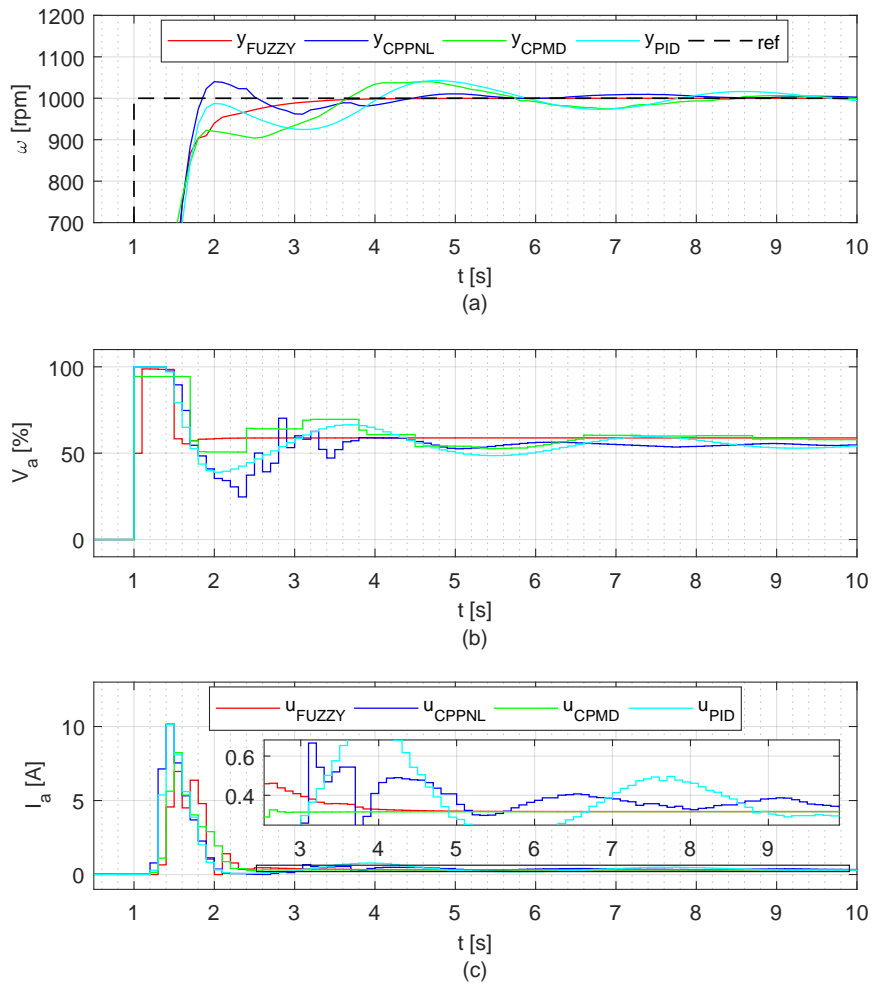 y_FUZZY y_CPPNL y_CPMD y_PID ref
1200
1100
1000
900
800
700
ω [rpm]
1 2 3 4 5 6 7 8 9 10
t [s]
(a)
100
50
0
V_a [%]
1 2 3 4 5 6 7 8 9 10
t [s]
(b)
u_FUZZY u_CPPNL u_CPMD u_PID
10
5
0
I_a [A]
0.6
0.4
3 4 5 6 7 8 9
1 2 3 4 5 6 7 8 9 10
t [s]
(c)